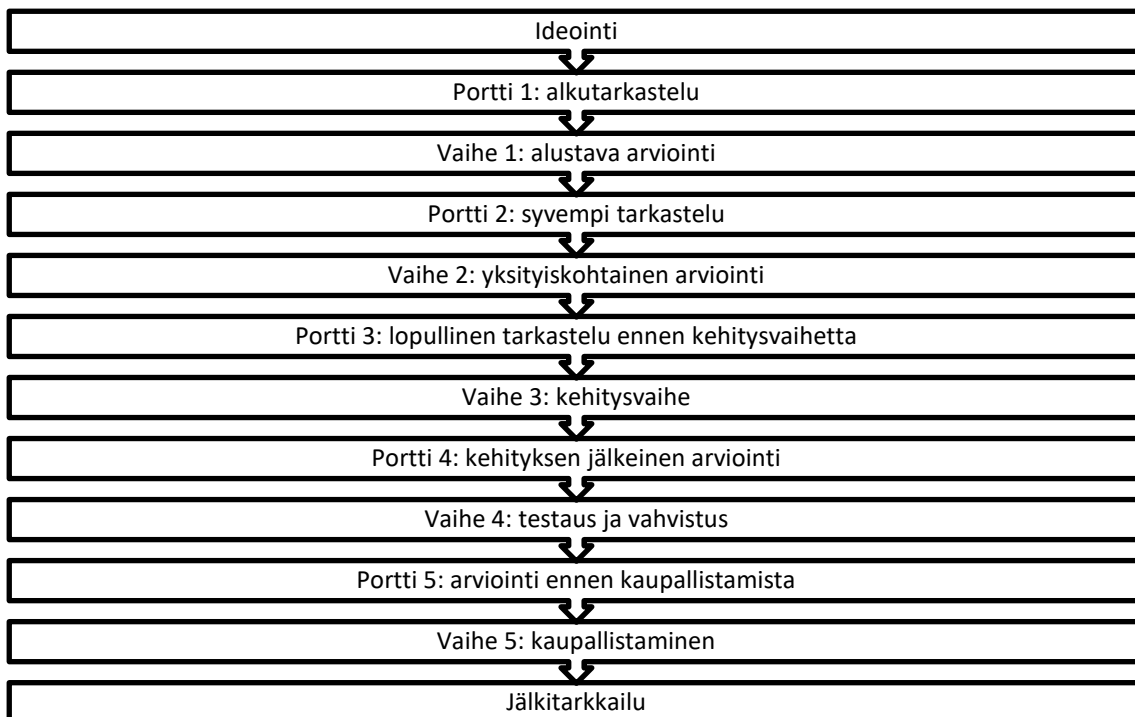 Ideointi
Portti 1: alkutarkastelu
Vaihe 1: alustava arviointi
Portti 2: syvempi tarkastelu
Vaihe 2: yksityiskohtainen arviointi
Portti 3: lopullinen tarkastelu ennen kehitysvaihetta
Vaihe 3: kehitysvaihe
Portti 4: kehityksen jälkeinen arviointi
Vaihe 4: testaus ja vahvistus
Portti 5: arviointi ennen kaupallistamista
Vaihe 5: kaupallistaminen
Jälkitarkkailu